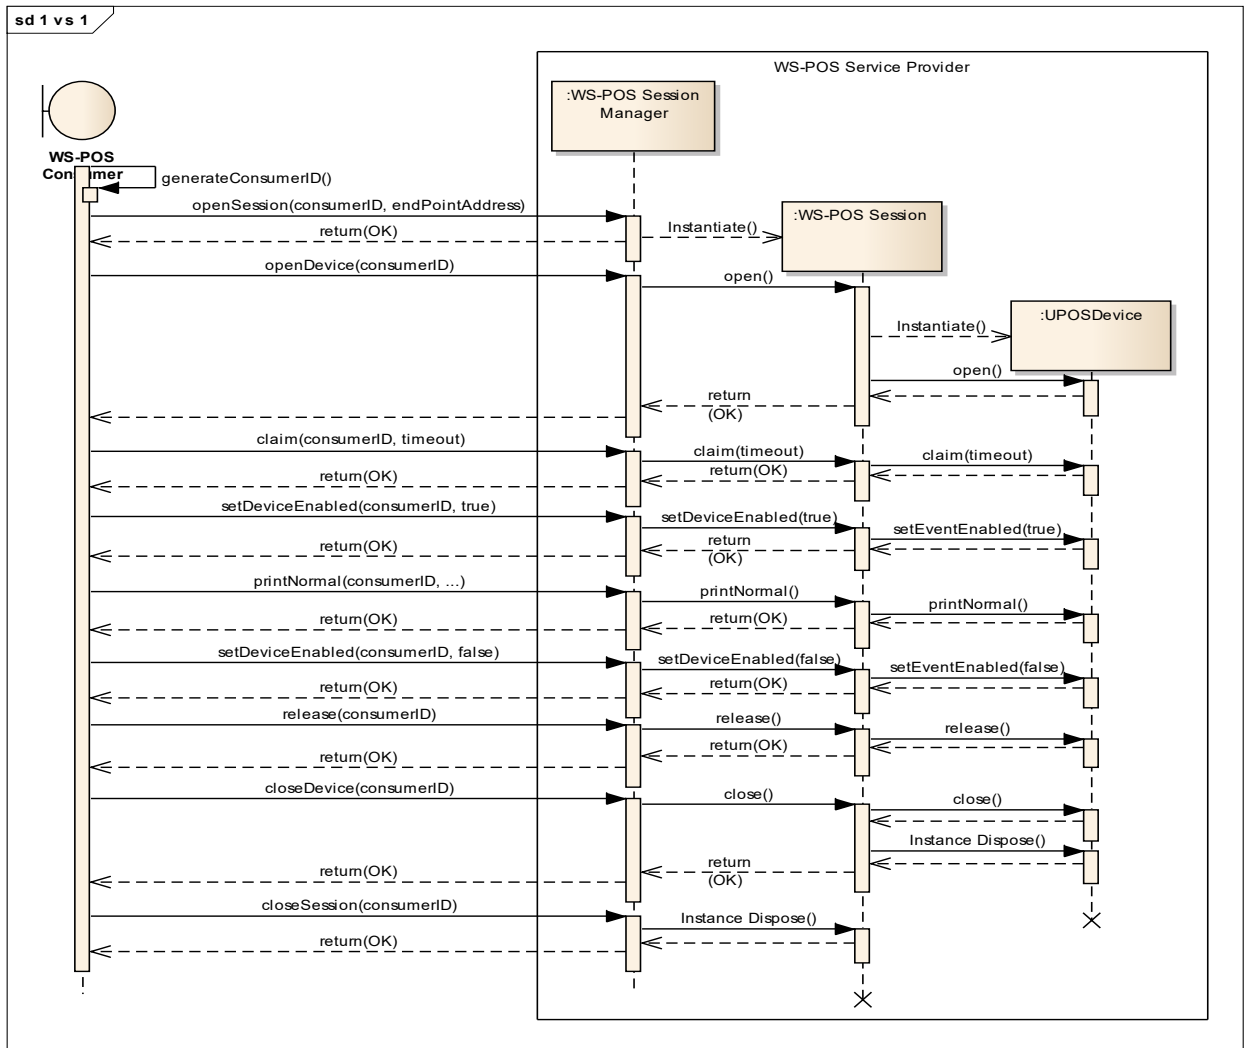 sd 1 vs 1
WS-POS Service Provider
:WS-POS Session
Manager
WS-POS
Consumer
generateConsumerID()
openSession(consumerID, endPointAddress)
:WS-POS Session
Instantiate()
return(OK)
openDevice(consumerID)
open()
:UPOSDevice
Instantiate()
open()
return
(OK)
claim(consumerID, timeout)
claim(timeout)
claim(timeout)
return(OK)
return(OK)
setDeviceEnabled(consumerID, true)
setDeviceEnabled(true)
setEventEnabled(true)
return(OK)
return
(OK)
printNormal(consumerID, ...)
printNormal()
printNormal()
return(OK)
return(OK)
setDeviceEnabled(consumerID, false)
setDeviceEnabled(false)
setEventEnabled(false)
return(OK)
return(OK)
release(consumerID)
release()
release()
return(OK)
return(OK)
closeDevice(consumerID)
close()
close()
Instance Dispose()
return(OK)
return
(OK)
closeSession(consumerID)
Instance Dispose()
return(OK)